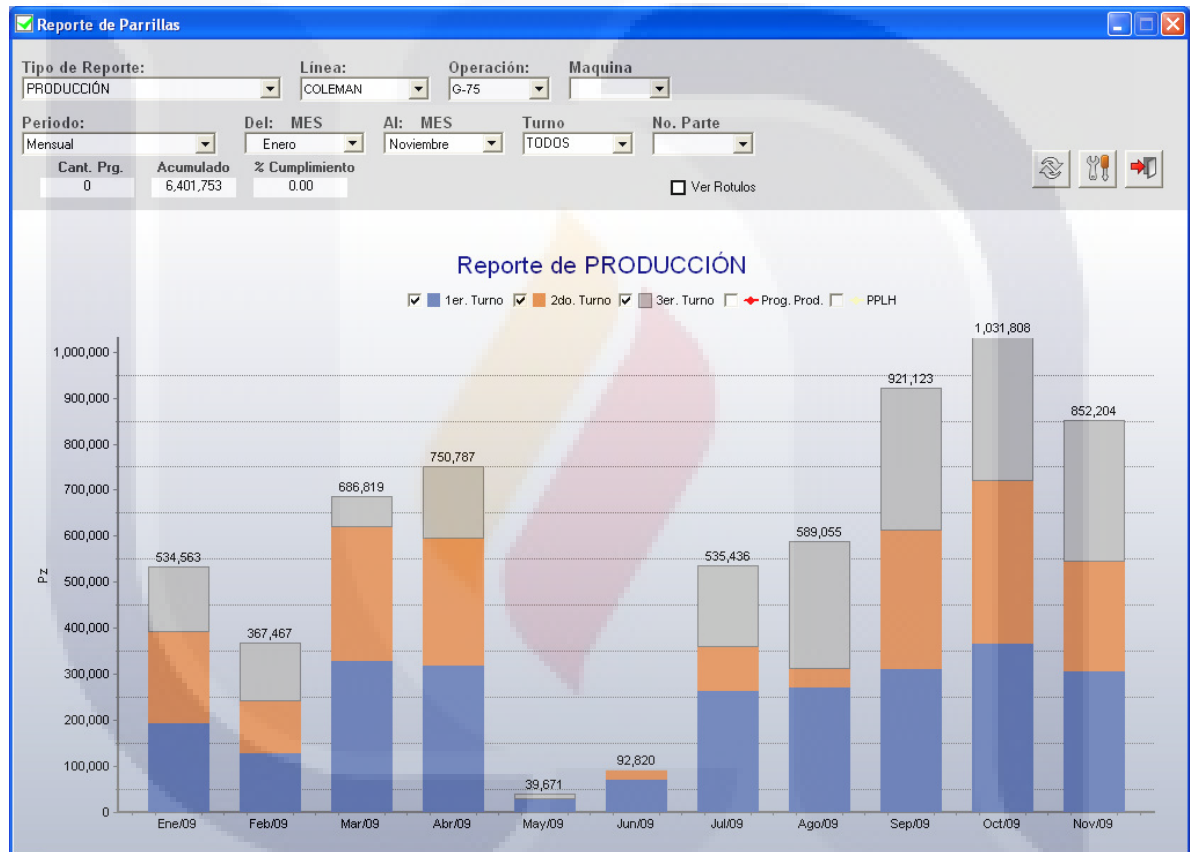 Reporte de Parrillas
Tipo de Reporte: Línea: Operación: Maquina
PRODUCCIÓN COLEMAN G-75
Periodo: Del: MES Al: MES Turno No. Parte
Mensual Enero Noviembre TODOS
Cant. Prg. Acumulado % Cumplimiento
0 6,401,753 0.00
Ver Rotulos
Reporte de PRODUCCIÓN
1er. Turno 2do. Turno 3er. Turno Prog. Prod. PPLH
1,031,808
1,000,000
921,123
900,000
852,204
800,000
750,787
700,000
686,819
600,000
589,055
534,563
535,436
Pz
500,000
400,000
367,467
300,000
200,000
100,000
92,820
39,671
0
Ene/09 Feb/09 Mar/09 Abr/09 May/09 Jun/09 Jul/09 Ago/09 Sep/09 Oct/09 Nov/09